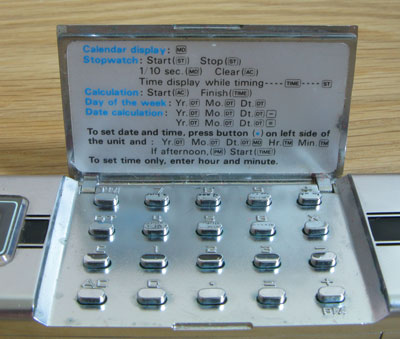 Calendar display: MD
Stopwatch: Start(ST) Stop(ST)
1/10 sec.(MD) Clear(AC)
Time display while timing----TIME----ST
Calculation: Start(AC) Finish(TIME)
Day of the week: Yr.DT Mo.DT Dt.DT
Date calculation: Yr.DT Mo.DT Dt.DT−
Yr.DT Mo.DT Dt.DT=
To set date and time, press button (•) on left side of
the unit and: Yr.DT Mo.DT Dt.DT MD Hr.TM Min.TM
If afternoon,(PM) Start(TIME)
To set time only, enter hour and minute.
AC 0 • = +